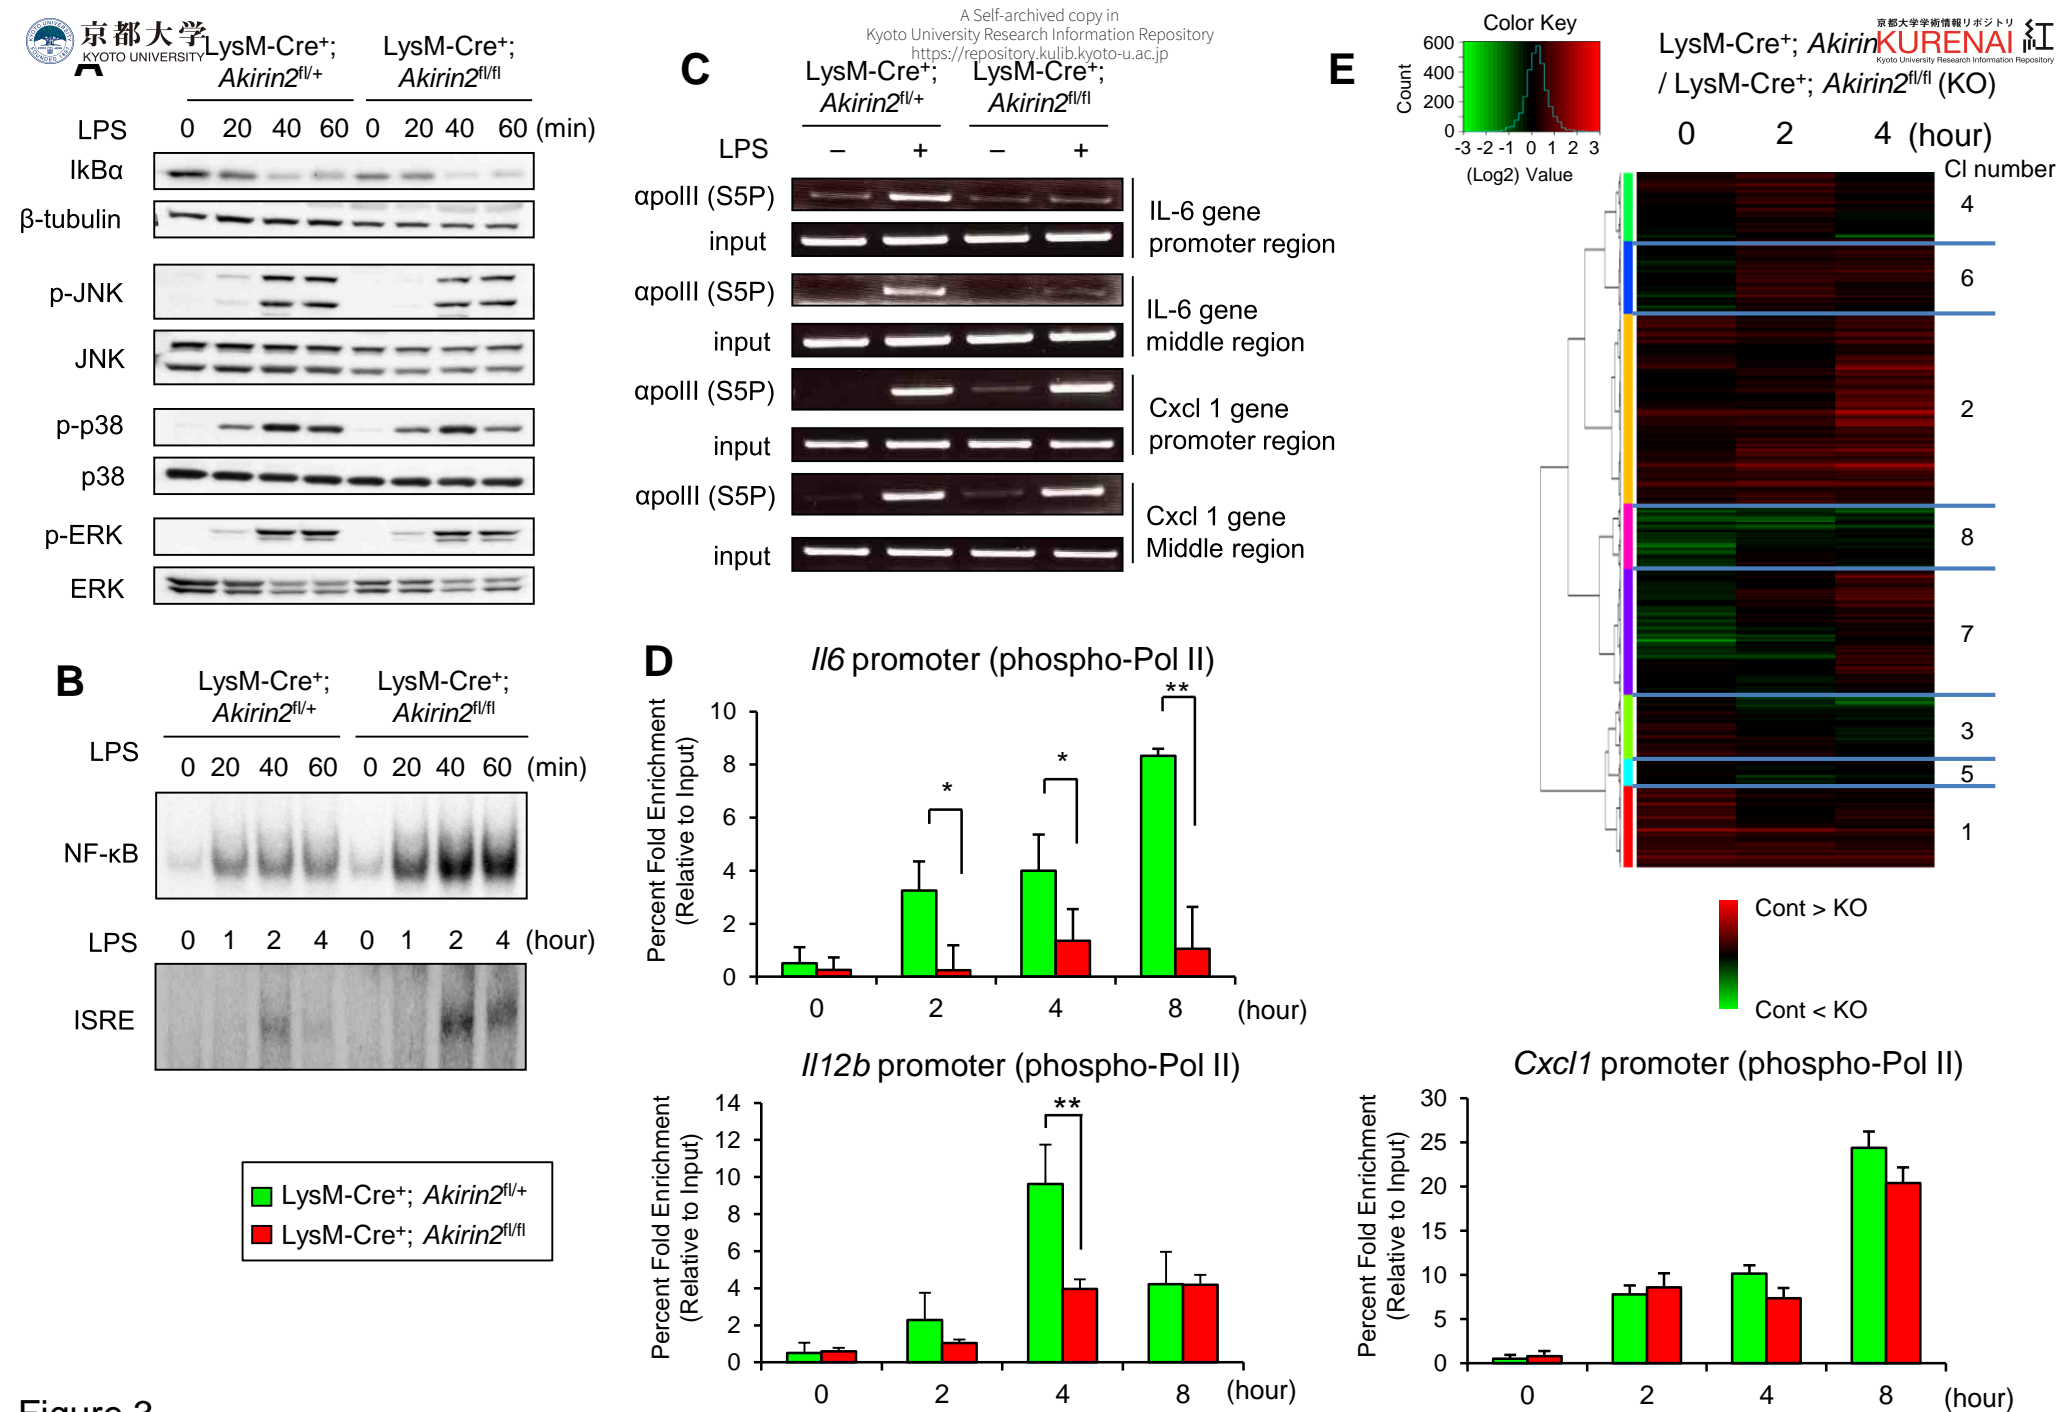 京都大学
KYOTO UNIVERSITY
A Self-archived copy in
Kyoto University Research Information Repository
https://repository.kulib.kyoto-u.ac.jp
京都大学学術情報リポジトリ
KURENAI 紅
Kyoto University Research Information Repository
A
LysM-Cre+; LysM-Cre+;
Akirin2fl/+ Akirin2fl/fl
LPS 0 20 40 60 0 20 40 60 (min)
IkBα
β-tubulin
p-JNK
JNK
p-p38
p38
p-ERK
ERK
B
LysM-Cre+; LysM-Cre+;
Akirin2fl/+ Akirin2fl/fl
LPS
0 20 40 60 0 20 40 60 (min)
NF-κB
LPS 0 1 2 4 0 1 2 4 (hour)
ISRE
LysM-Cre+; Akirin2fl/+
LysM-Cre+; Akirin2fl/fl
C
LysM-Cre+; LysM-Cre+;
Akirin2fl/+ Akirin2fl/fl
LPS – + – +
αpolII (S5P)
input
IL-6 gene
promoter region
αpolII (S5P)
input
IL-6 gene
middle region
αpolII (S5P)
input
Cxcl 1 gene
promoter region
αpolII (S5P)
input
Cxcl 1 gene
Middle region
D
Il6 promoter (phospho-Pol II)
Percent Fold Enrichment
(Relative to Input)
10
8
6
4
2
0
* * **
0 2 4 8 (hour)
Il12b promoter (phospho-Pol II)
Percent Fold Enrichment
(Relative to Input)
14
12
10
8
6
4
2
0
**
0 2 4 8 (hour)
Cxcl1 promoter (phospho-Pol II)
Percent Fold Enrichment
(Relative to Input)
30
25
20
15
10
5
0
0 2 4 8 (hour)
E
Color Key
Count
600
400
200
0
-3 -2 -1 0 1 2 3
(Log2) Value
LysM-Cre+; Akirin
/ LysM-Cre+; Akirin2fl/fl (KO)
0 2 4 (hour)
Cl number
4
6
2
8
7
3
5
1
Cont > KO
Cont < KO